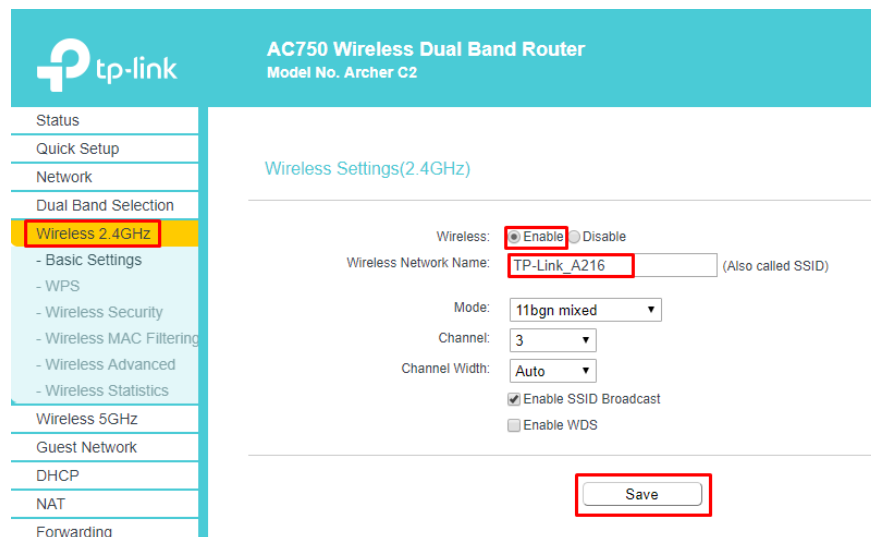 tp-link
AC750 Wireless Dual Band Router
Model No. Archer C2
Status
Quick Setup
Network
Dual Band Selection
Wireless 2.4GHz
- Basic Settings
- WPS
- Wireless Security
- Wireless MAC Filtering
- Wireless Advanced
- Wireless Statistics
Wireless 5GHz
Guest Network
DHCP
NAT
Forwarding
Wireless Settings(2.4GHz)
Wireless: Enable Disable
Wireless Network Name: TP-Link_A216 (Also called SSID)
Mode: 11bgn mixed
Channel: 3
Channel Width: Auto
Enable SSID Broadcast
Enable WDS
Save